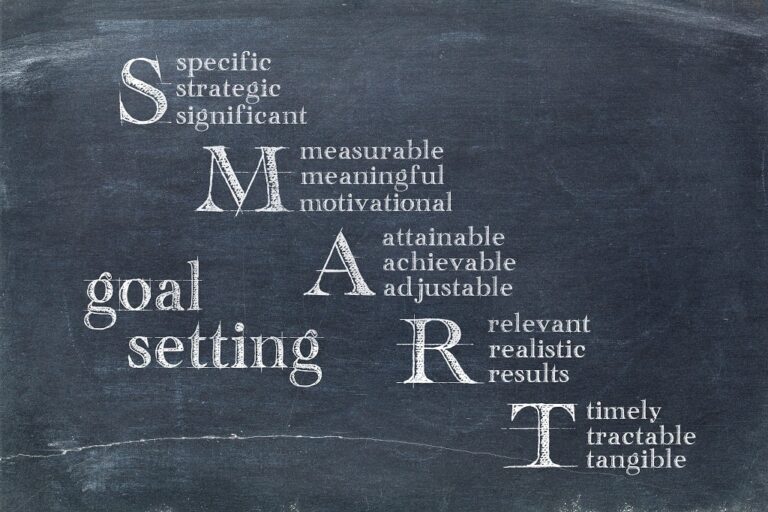 S
specific
strategic
significant
M
measurable
meaningful
motivational
A
attainable
achievable
adjustable
goal
setting
R
relevant
realistic
results
T
timely
tractable
tangible